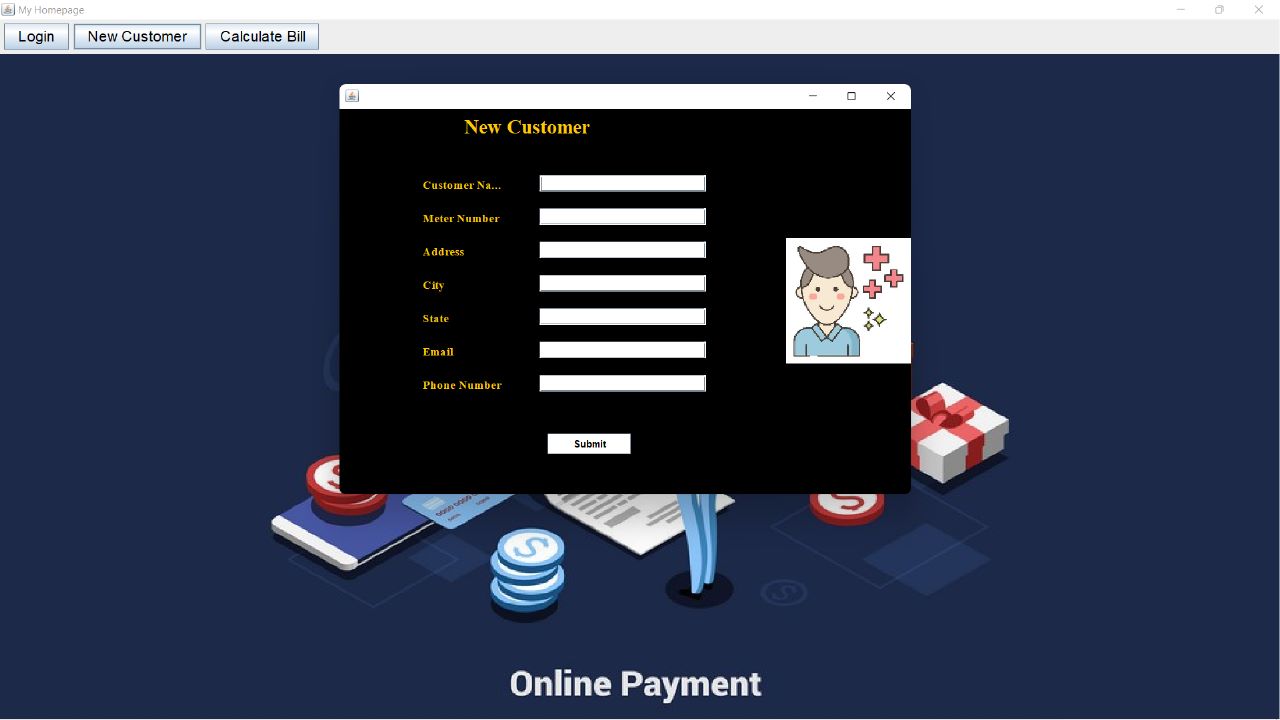 My Homepage
Login New Customer Calculate Bill
New Customer
Customer Na...
Meter Number
Address
City
State
Email
Phone Number
Submit
Online Payment